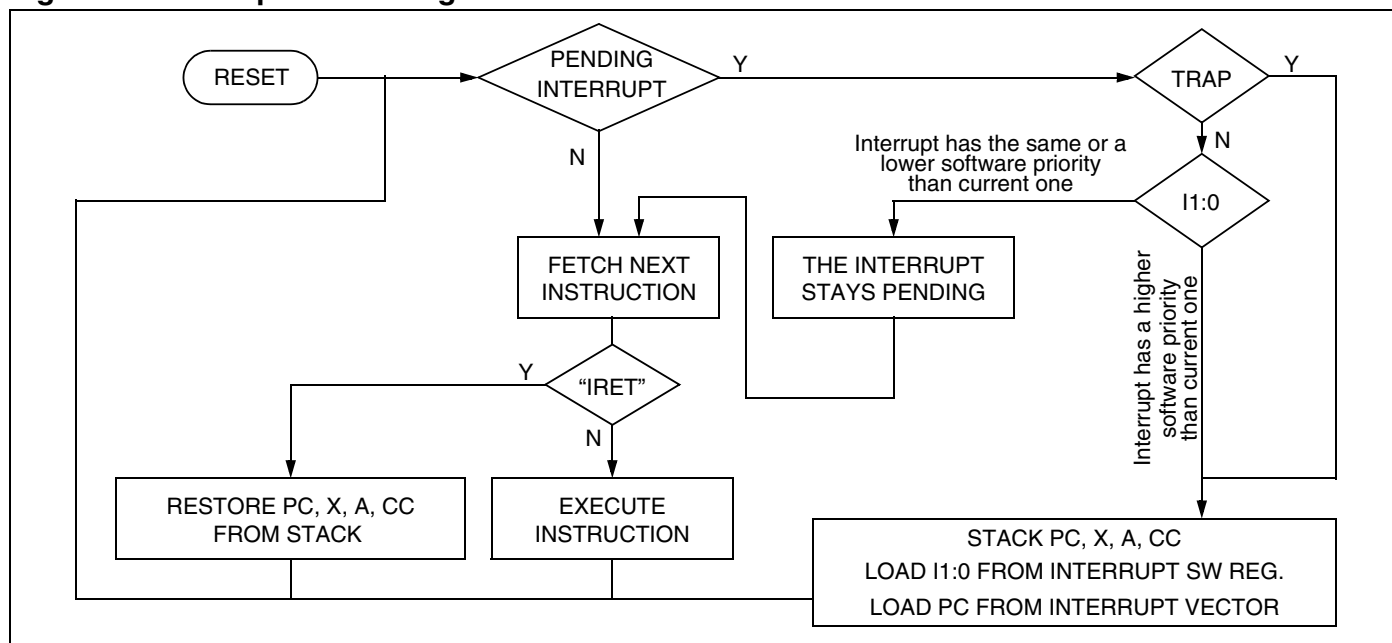 RESET
PENDING
INTERRUPT
Y
TRAP
Y
N
Interrupt has the same or a
lower software priority
than current one
N
I1:0
FETCH NEXT
INSTRUCTION
THE INTERRUPT
STAYS PENDING
Interrupt has a higher
software priority
than current one
Y
“IRET”
N
RESTORE PC, X, A, CC
FROM STACK
EXECUTE
INSTRUCTION
STACK PC, X, A, CC
LOAD I1:0 FROM INTERRUPT SW REG.
LOAD PC FROM INTERRUPT VECTOR